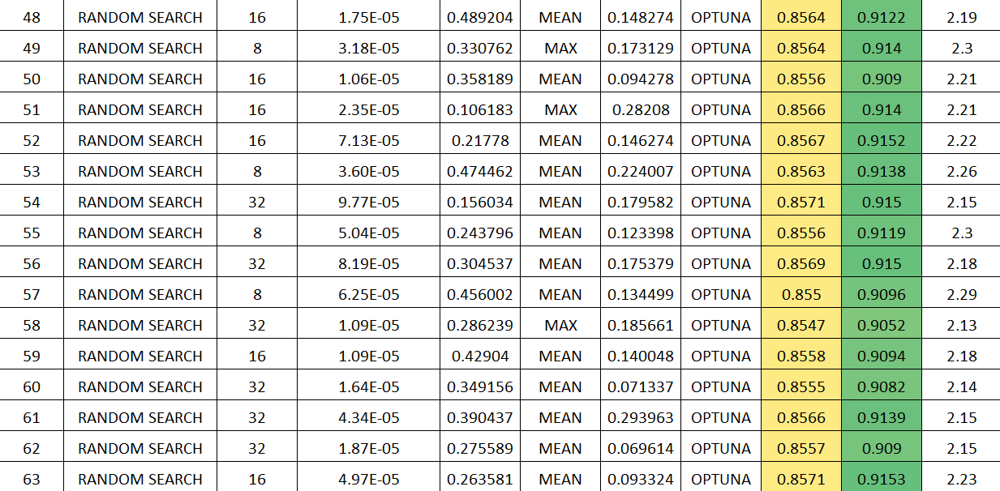 48 RANDOM SEARCH 16 1.75E-05 0.489204 MEAN 0.148274 OPTUNA 0.8564 0.9122 2.19
49 RANDOM SEARCH 8 3.18E-05 0.330762 MAX 0.173129 OPTUNA 0.8564 0.914 2.3
50 RANDOM SEARCH 16 1.06E-05 0.358189 MEAN 0.094278 OPTUNA 0.8556 0.909 2.21
51 RANDOM SEARCH 16 2.35E-05 0.106183 MAX 0.28208 OPTUNA 0.8566 0.914 2.21
52 RANDOM SEARCH 16 7.13E-05 0.21778 MEAN 0.146274 OPTUNA 0.8567 0.9152 2.22
53 RANDOM SEARCH 8 3.60E-05 0.474462 MEAN 0.224007 OPTUNA 0.8563 0.9138 2.26
54 RANDOM SEARCH 32 9.77E-05 0.156034 MEAN 0.179582 OPTUNA 0.8571 0.915 2.15
55 RANDOM SEARCH 8 5.04E-05 0.243796 MEAN 0.123398 OPTUNA 0.8556 0.9119 2.3
56 RANDOM SEARCH 32 8.19E-05 0.304537 MEAN 0.175379 OPTUNA 0.8569 0.915 2.18
57 RANDOM SEARCH 8 6.25E-05 0.456002 MEAN 0.134499 OPTUNA 0.855 0.9096 2.29
58 RANDOM SEARCH 32 1.09E-05 0.286239 MAX 0.185661 OPTUNA 0.8547 0.9052 2.13
59 RANDOM SEARCH 16 1.09E-05 0.42904 MEAN 0.140048 OPTUNA 0.8558 0.9094 2.18
60 RANDOM SEARCH 32 1.64E-05 0.349156 MEAN 0.071337 OPTUNA 0.8555 0.9082 2.14
61 RANDOM SEARCH 32 4.34E-05 0.390437 MEAN 0.293963 OPTUNA 0.8566 0.9139 2.15
62 RANDOM SEARCH 32 1.87E-05 0.275589 MEAN 0.069614 OPTUNA 0.8557 0.909 2.15
63 RANDOM SEARCH 16 4.97E-05 0.263581 MEAN 0.093324 OPTUNA 0.8571 0.9153 2.23